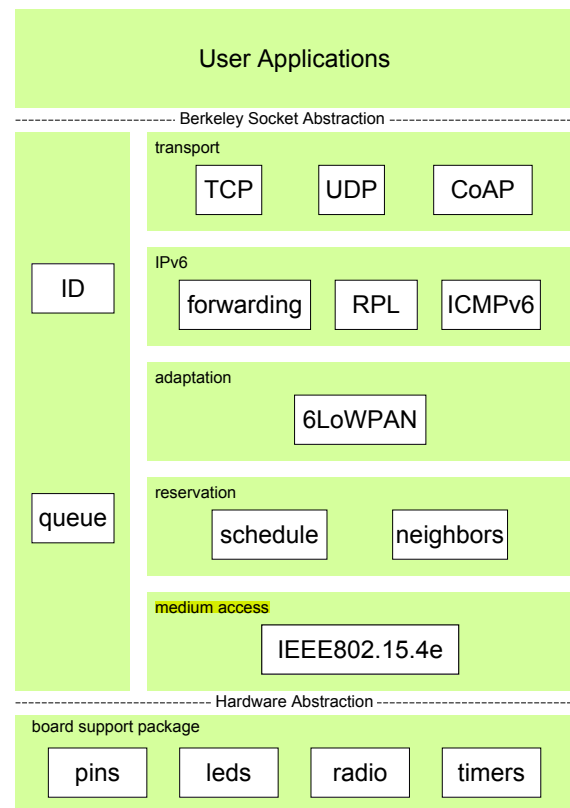 User Applications
Berkeley Socket Abstraction
ID
queue
transport
TCP UDP CoAP
IPv6
forwarding RPL ICMPv6
adaptation
6LoWPAN
reservation
schedule neighbors
medium access
IEEE802.15.4e
Hardware Abstraction
board support package
pins leds radio timers